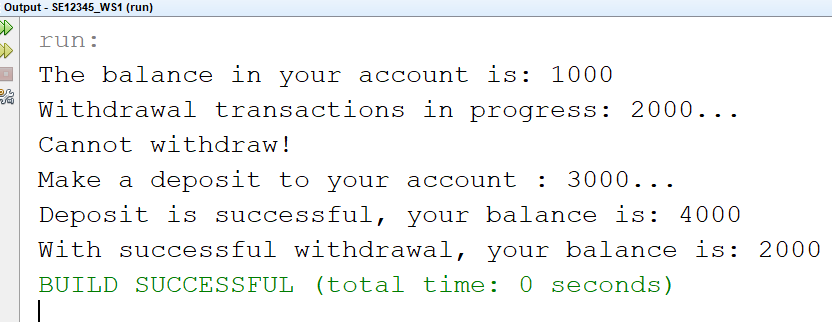 Output - SE12345_WS1 (run)
run:
The balance in your account is: 1000
Withdrawal transactions in progress: 2000...
Cannot withdraw!
Make a deposit to your account : 3000...
Deposit is successful, your balance is: 4000
With successful withdrawal, your balance is: 2000
BUILD SUCCESSFUL (total time: 0 seconds)